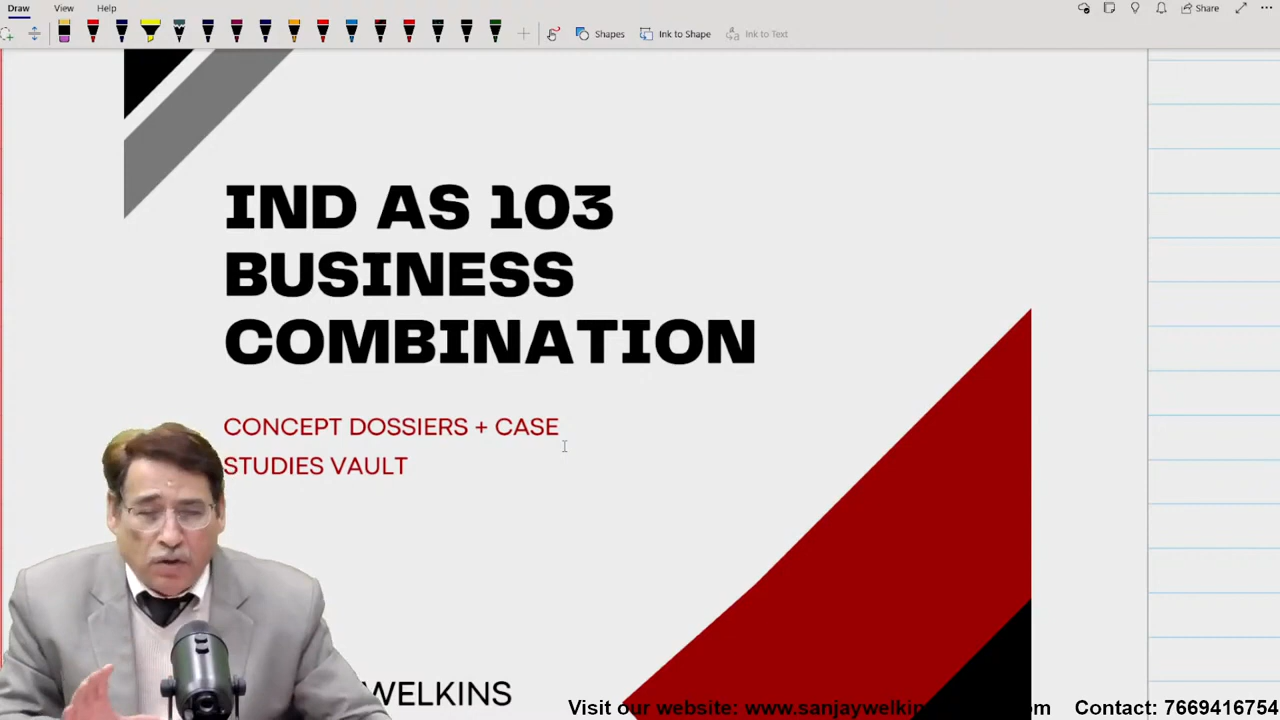 Draw View Help Share
Shapes Ink to Shape Ink to Text
IND AS 103
BUSINESS
COMBINATION
CONCEPT DOSSIERS + CASE
STUDIES VAULT
WELKINS
Visit our website: www.sanjaywelkin om Contact: 7669416754